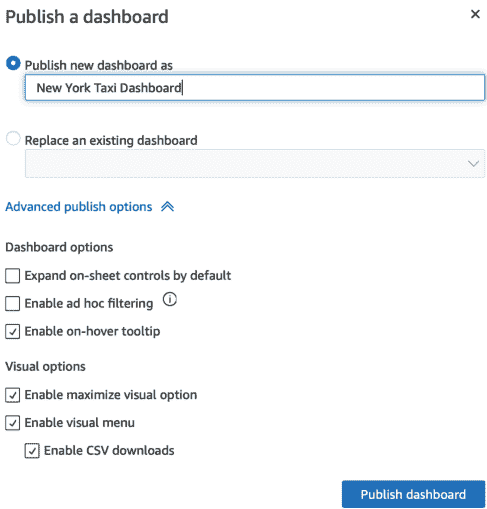 Publish a dashboard
Publish new dashboard as
New York Taxi Dashboard
Replace an existing dashboard
Advanced publish options
Dashboard options
Expand on-sheet controls by default
Enable ad hoc filtering
Enable on-hover tooltip
Visual options
Enable maximize visual option
Enable visual menu
Enable CSV downloads
Publish dashboard